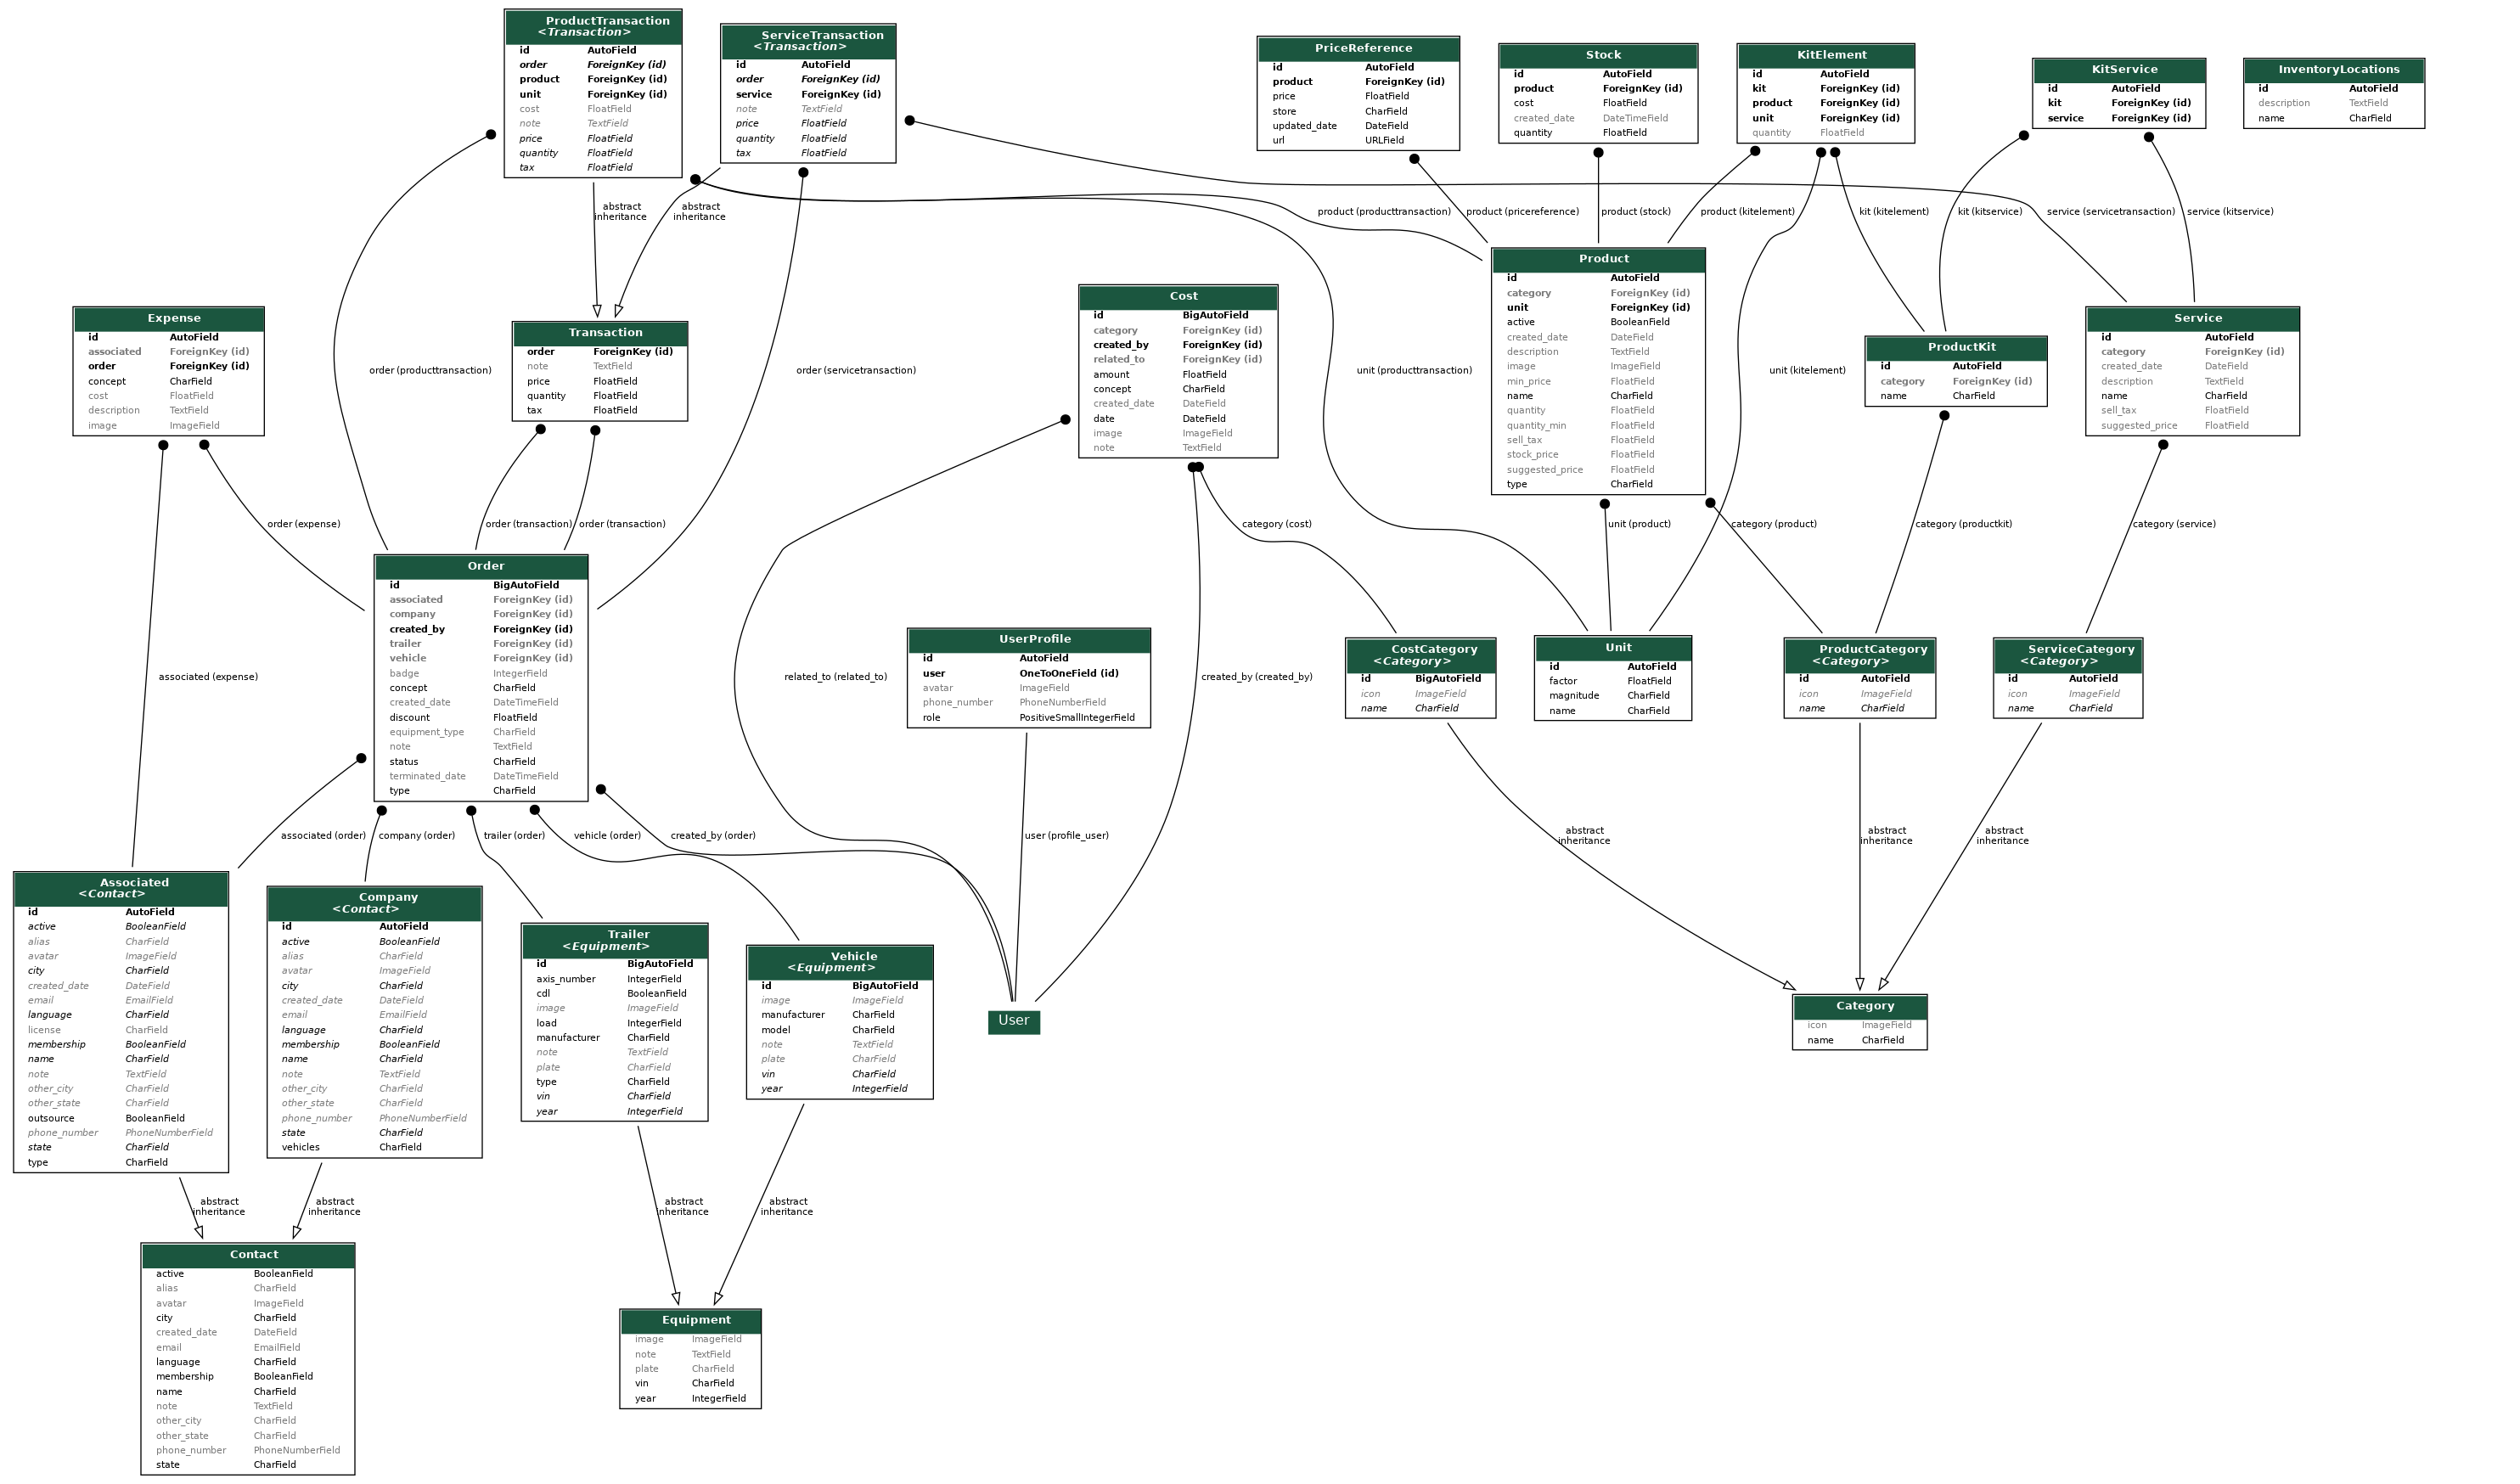 ProductTransaction
<Transaction>
id AutoField
order ForeignKey (id)
product ForeignKey (id)
unit ForeignKey (id)
cost FloatField
note TextField
price FloatField
quantity FloatField
tax FloatField
ServiceTransaction
<Transaction>
id AutoField
order ForeignKey (id)
service ForeignKey (id)
note TextField
price FloatField
quantity FloatField
tax FloatField
PriceReference
id AutoField
product ForeignKey (id)
price FloatField
store CharField
updated_date DateField
url URLField
Stock
id AutoField
product ForeignKey (id)
cost FloatField
created_date DateTimeField
quantity FloatField
KitElement
id AutoField
kit ForeignKey (id)
product ForeignKey (id)
unit ForeignKey (id)
quantity FloatField
KitService
id AutoField
kit ForeignKey (id)
service ForeignKey (id)
InventoryLocations
id AutoField
description TextField
name CharField
abstract
inheritance
abstract
inheritance
product (producttransaction)
product (pricereference)
product (stock)
product (kitelement)
kit (kitelement)
kit (kitservice)
service (servicetransaction)
service (kitservice)
Expense
id AutoField
associated ForeignKey (id)
order ForeignKey (id)
concept CharField
cost FloatField
description TextField
image ImageField
order (producttransaction)
Transaction
order ForeignKey (id)
note TextField
price FloatField
quantity FloatField
tax FloatField
order (servicetransaction)
Cost
id BigAutoField
category ForeignKey (id)
created_by ForeignKey (id)
related_to ForeignKey (id)
amount FloatField
concept CharField
created_date DateField
date DateField
image ImageField
note TextField
unit (producttransaction)
Product
id AutoField
category ForeignKey (id)
unit ForeignKey (id)
active BooleanField
created_date DateField
description TextField
image ImageField
min_price FloatField
name CharField
quantity FloatField
quantity_min FloatField
sell_tax FloatField
stock_price FloatField
suggested_price FloatField
type CharField
unit (kitelement)
ProductKit
id AutoField
category ForeignKey (id)
name CharField
Service
id AutoField
category ForeignKey (id)
created_date DateField
description TextField
name CharField
sell_tax FloatField
suggested_price FloatField
order (expense)
order (transaction)
order (transaction)
category (cost)
unit (product)
category (product)
category (productkit)
category (service)
associated (expense)
Order
id BigAutoField
associated ForeignKey (id)
company ForeignKey (id)
created_by ForeignKey (id)
trailer ForeignKey (id)
vehicle ForeignKey (id)
badge IntegerField
concept CharField
created_date DateTimeField
discount FloatField
equipment_type CharField
note TextField
status CharField
terminated_date DateTimeField
type CharField
related_to (related_to)
UserProfile
id AutoField
user OneToOneField (id)
avatar ImageField
phone_number PhoneNumberField
role PositiveSmallIntegerField
created_by (created_by)
CostCategory
<Category>
id BigAutoField
icon ImageField
name CharField
Unit
id AutoField
factor FloatField
magnitude CharField
name CharField
ProductCategory
<Category>
id AutoField
icon ImageField
name CharField
ServiceCategory
<Category>
id AutoField
icon ImageField
name CharField
associated (order)
company (order)
trailer (order)
vehicle (order)
created_by (order)
user (profile_user)
abstract
inheritance
abstract
inheritance
abstract
inheritance
Associated
<Contact>
id AutoField
active BooleanField
alias CharField
avatar ImageField
city CharField
created_date DateField
email EmailField
language CharField
license CharField
membership BooleanField
name CharField
note TextField
other_city CharField
other_state CharField
outsource BooleanField
phone_number PhoneNumberField
state CharField
type CharField
Company
<Contact>
id AutoField
active BooleanField
alias CharField
avatar ImageField
city CharField
created_date DateField
email EmailField
language CharField
membership BooleanField
name CharField
note TextField
other_city CharField
other_state CharField
phone_number PhoneNumberField
state CharField
vehicles CharField
Trailer
<Equipment>
id BigAutoField
axis_number IntegerField
cdl BooleanField
image ImageField
load IntegerField
manufacturer CharField
note TextField
plate CharField
type CharField
vin CharField
year IntegerField
Vehicle
<Equipment>
id BigAutoField
image ImageField
manufacturer CharField
model CharField
note TextField
plate CharField
vin CharField
year IntegerField
User
Category
icon ImageField
name CharField
abstract
inheritance
abstract
inheritance
abstract
inheritance
abstract
inheritance
Contact
active BooleanField
alias CharField
avatar ImageField
city CharField
created_date DateField
email EmailField
language CharField
membership BooleanField
name CharField
note TextField
other_city CharField
other_state CharField
phone_number PhoneNumberField
state CharField
Equipment
image ImageField
note TextField
plate CharField
vin CharField
year IntegerField